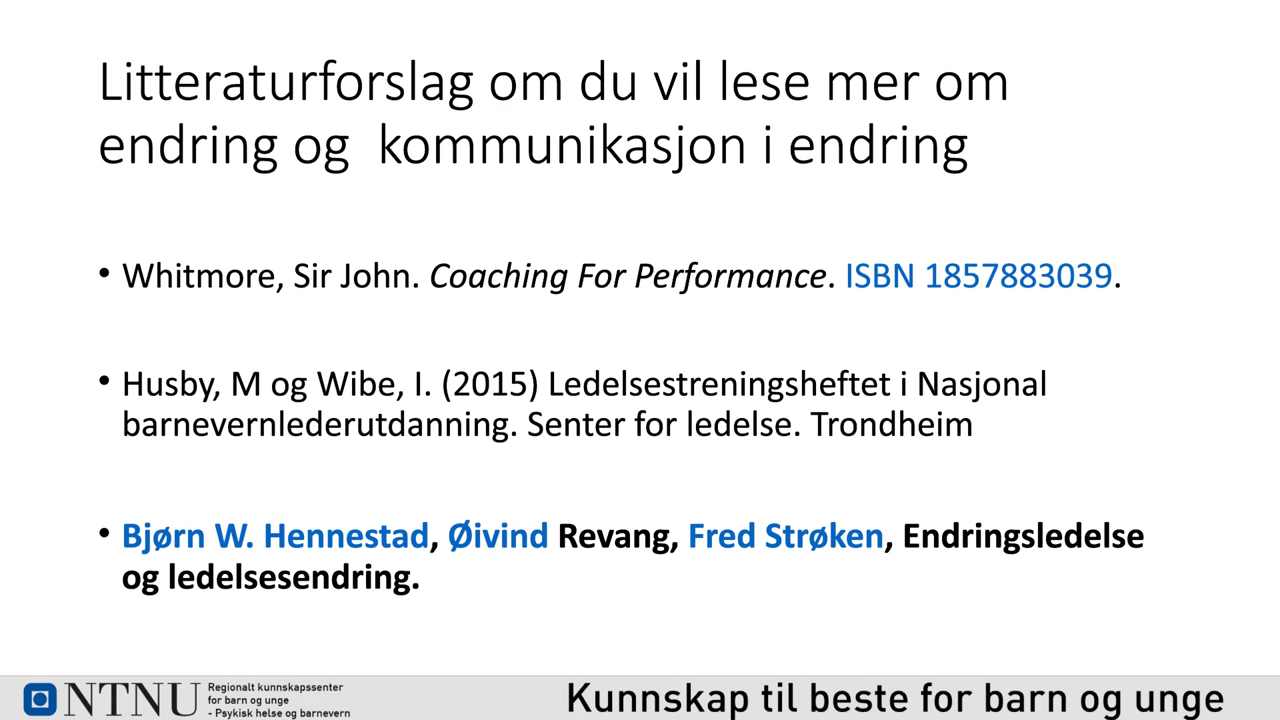 Litteraturforslag om du vil lese mer om
endring og  kommunikasjon i endring
• Whitmore, Sir John. Coaching For Performance. ISBN 1857883039.
• Husby, M og Wibe, I. (2015) Ledelsestreningsheftet i Nasjonal
barnevernlederutdanning. Senter for ledelse. Trondheim
• Bjørn W. Hennestad, Øivind Revang, Fred Strøken, Endringsledelse
og ledelsesendring.
NTNU
Regionalt kunnskapssenter
for barn og unge
- Psykisk helse og barnevern
Kunnskap til beste for barn og unge